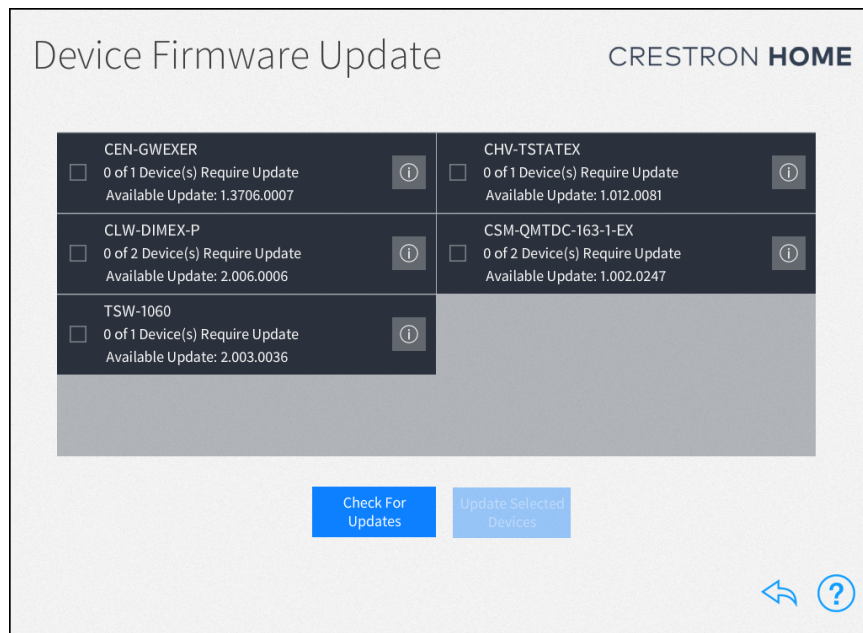 Device Firmware Update
CRESTRON HOME
CEN-GWEXER
0 of 1 Device(s) Require Update
Available Update: 1.3706.0007
CHV-TSTATEX
0 of 1 Device(s) Require Update
Available Update: 1.012.0081
CLW-DIMEX-P
0 of 2 Device(s) Require Update
Available Update: 2.006.0006
CSM-QMTDC-163-1-EX
0 of 2 Device(s) Require Update
Available Update: 1.002.0247
TSW-1060
0 of 1 Device(s) Require Update
Available Update: 2.003.0036
Check For
Updates
Update Selected
Devices